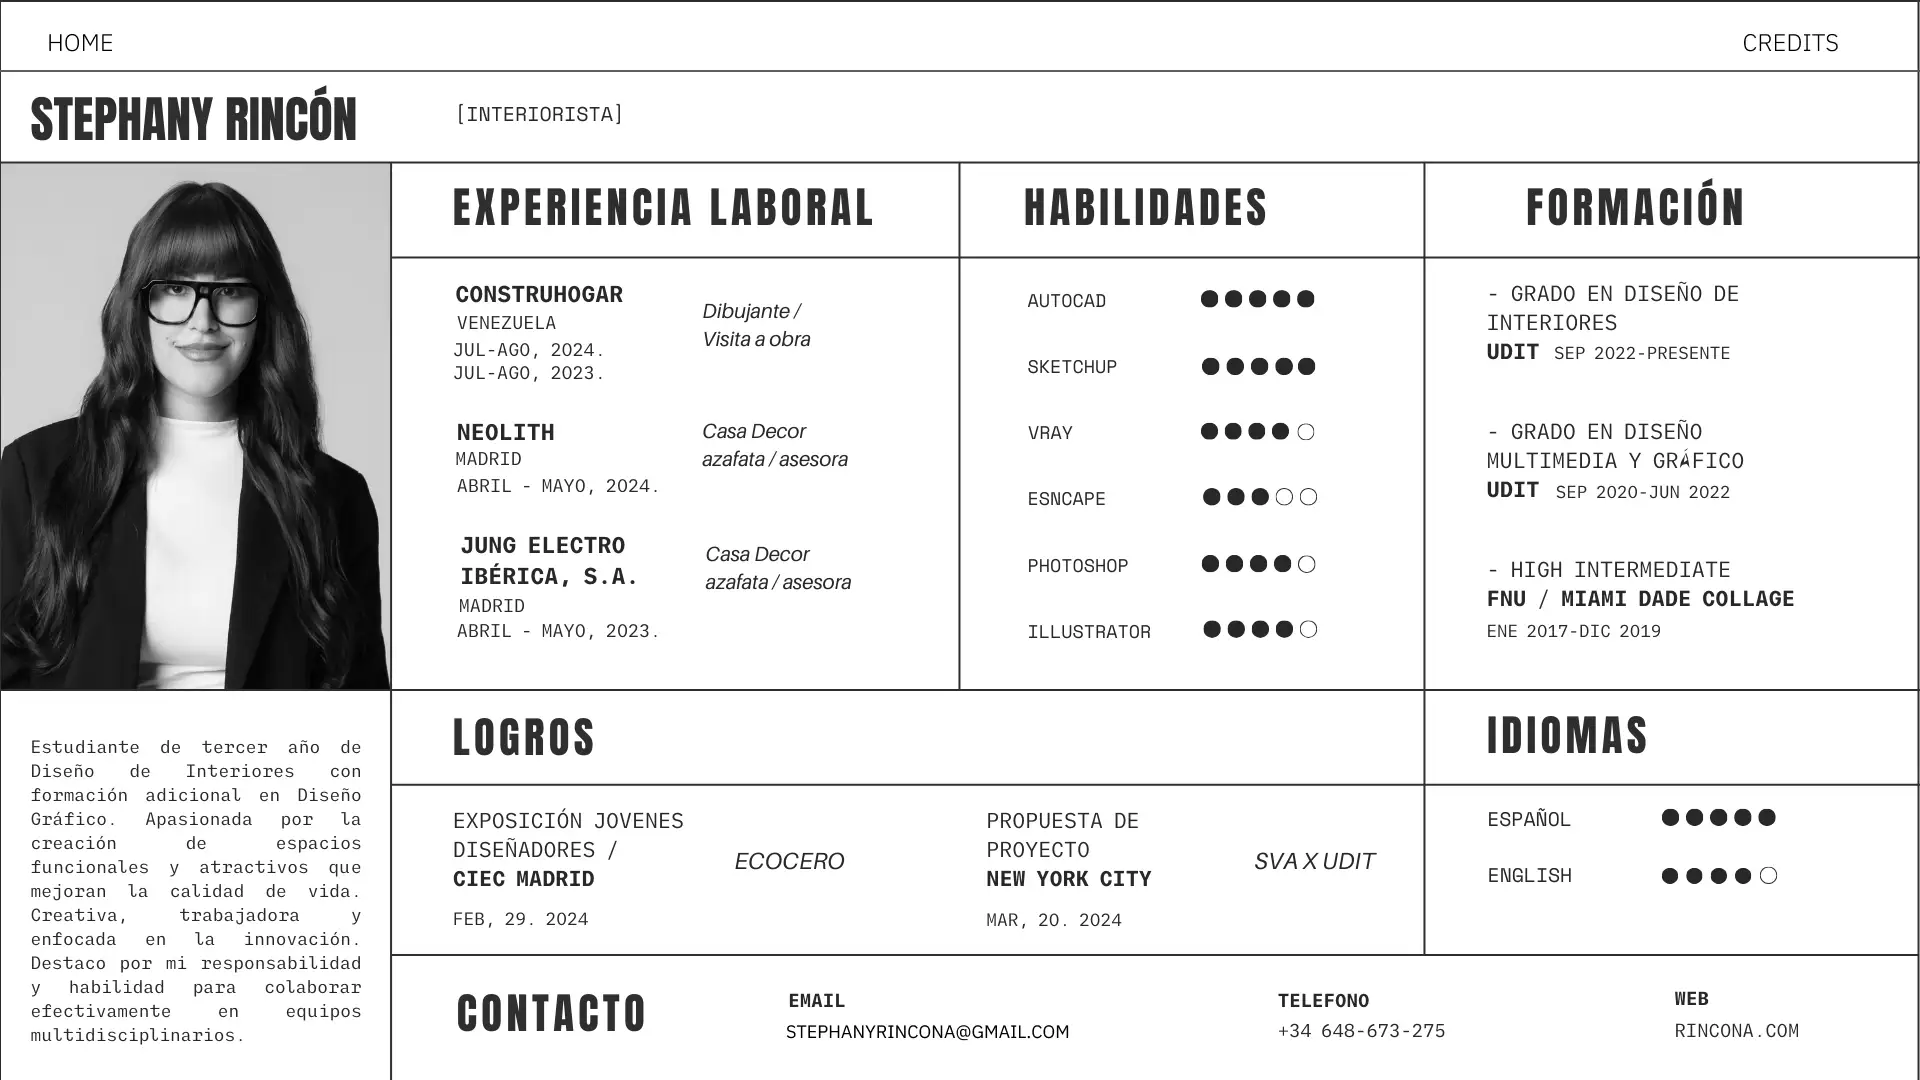 HOME
CREDITS
STEPHANY RINCÓN
[INTERIORISTA]
EXPERIENCIA LABORAL
CONSTRUHOGAR
VENEZUELA
JUL-AGO, 2024.
JUL-AGO, 2023.
Dibujante /
Visita a obra
NEOLITH
MADRID
ABRIL - MAYO, 2024.
Casa Decor
azafata / asesora
JUNG ELECTRO
IBÉRICA, S.A.
MADRID
ABRIL - MAYO, 2023.
Casa Decor
azafata / asesora
HABILIDADES
AUTOCAD
SKETCHUP
VRAY
ESNCAPE
PHOTOSHOP
ILLUSTRATOR
FORMACIÓN
- GRADO EN DISEÑO DE
INTERIORES
UDIT SEP 2022-PRESENTE
- GRADO EN DISEÑO
MULTIMEDIA Y GRÁFICO
UDIT SEP 2020-JUN 2022
- HIGH INTERMEDIATE
FNU / MIAMI DADE COLLAGE
ENE 2017-DIC 2019
Estudiante de tercer año de
Diseño de Interiores con
formación adicional en Diseño
Gráfico. Apasionada por la
creación de espacios
funcionales y atractivos que
mejoran la calidad de vida.
Creativa, trabajadora y
enfocada en la innovación.
Destaco por mi responsabilidad
y habilidad para colaborar
efectivamente en equipos
multidisciplinarios.
LOGROS
EXPOSICIÓN JOVENES
DISEÑADORES /
CIEC MADRID
FEB, 29. 2024
ECOCERO
PROPUESTA DE
PROYECTO
NEW YORK CITY
MAR, 20. 2024
SVA X UDIT
IDIOMAS
ESPAÑOL
ENGLISH
CONTACTO
EMAIL
STEPHANYRINCONA@GMAIL.COM
TELEFONO
+34 648-673-275
WEB
RINCONA.COM